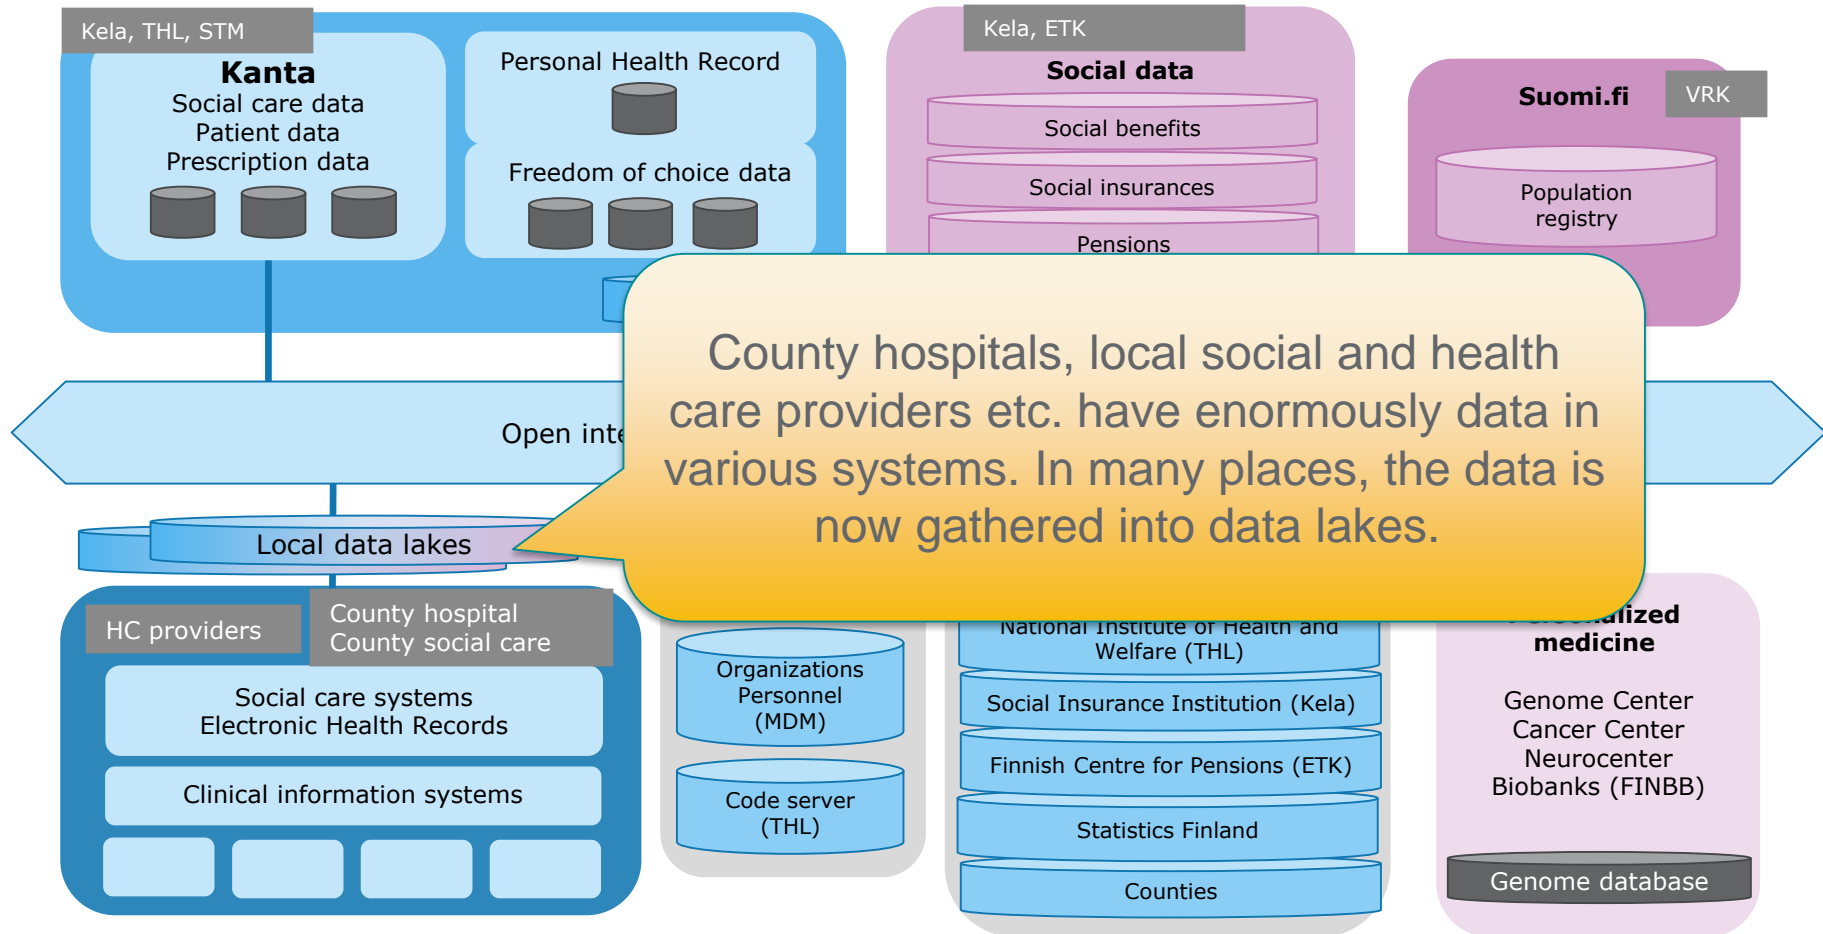 Kela, THL, STM
Kanta
Social care data
Patient data
Prescription data
Personal Health Record
Freedom of choice data
Kela, ETK
Social data
Social benefits
Social insurances
Pensions
Suomi.fi
VRK
Population
registry
Open
County hospitals, local social and health
care providers etc. have enormously data in
various systems. In many places, the data is
now gathered into data lakes.
Local data lakes
HC providers
County hospital
County social care
Social care systems
Electronic Health Records
Clinical information systems
Organizations
Personnel
(MDM)
Code server
(THL)
National Institute of Health and
Welfare (THL)
Social Insurance Institution (Kela)
Finnish Centre for Pensions (ETK)
Statistics Finland
Counties
Personalized
medicine
Genome Center
Cancer Center
Neurocenter
Biobanks (FINBB)
Genome database